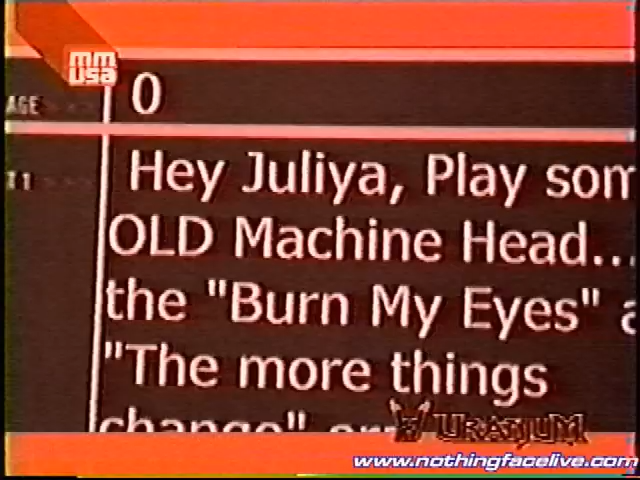 mm
usa
AGE
0
Hey Juliya, Play som
OLD Machine Head...
the "Burn My Eyes" a
"The more things
change"
URANIUM
www.nothingfacelive.com